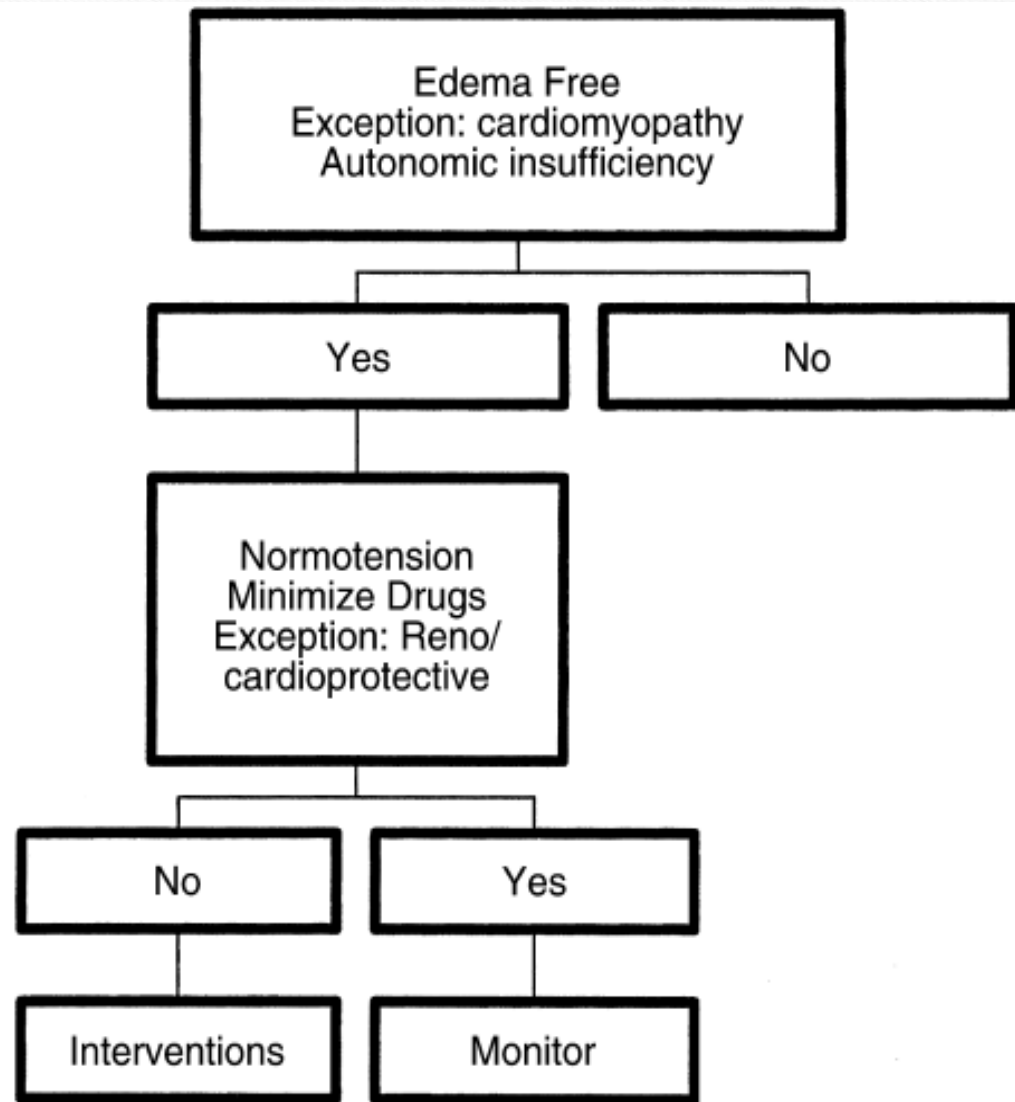 Edema Free
Exception: cardiomyopathy
Autonomic insufficiency
Yes
No
Normotension
Minimize Drugs
Exception: Reno/
cardioprotective
No
Yes
Interventions
Monitor